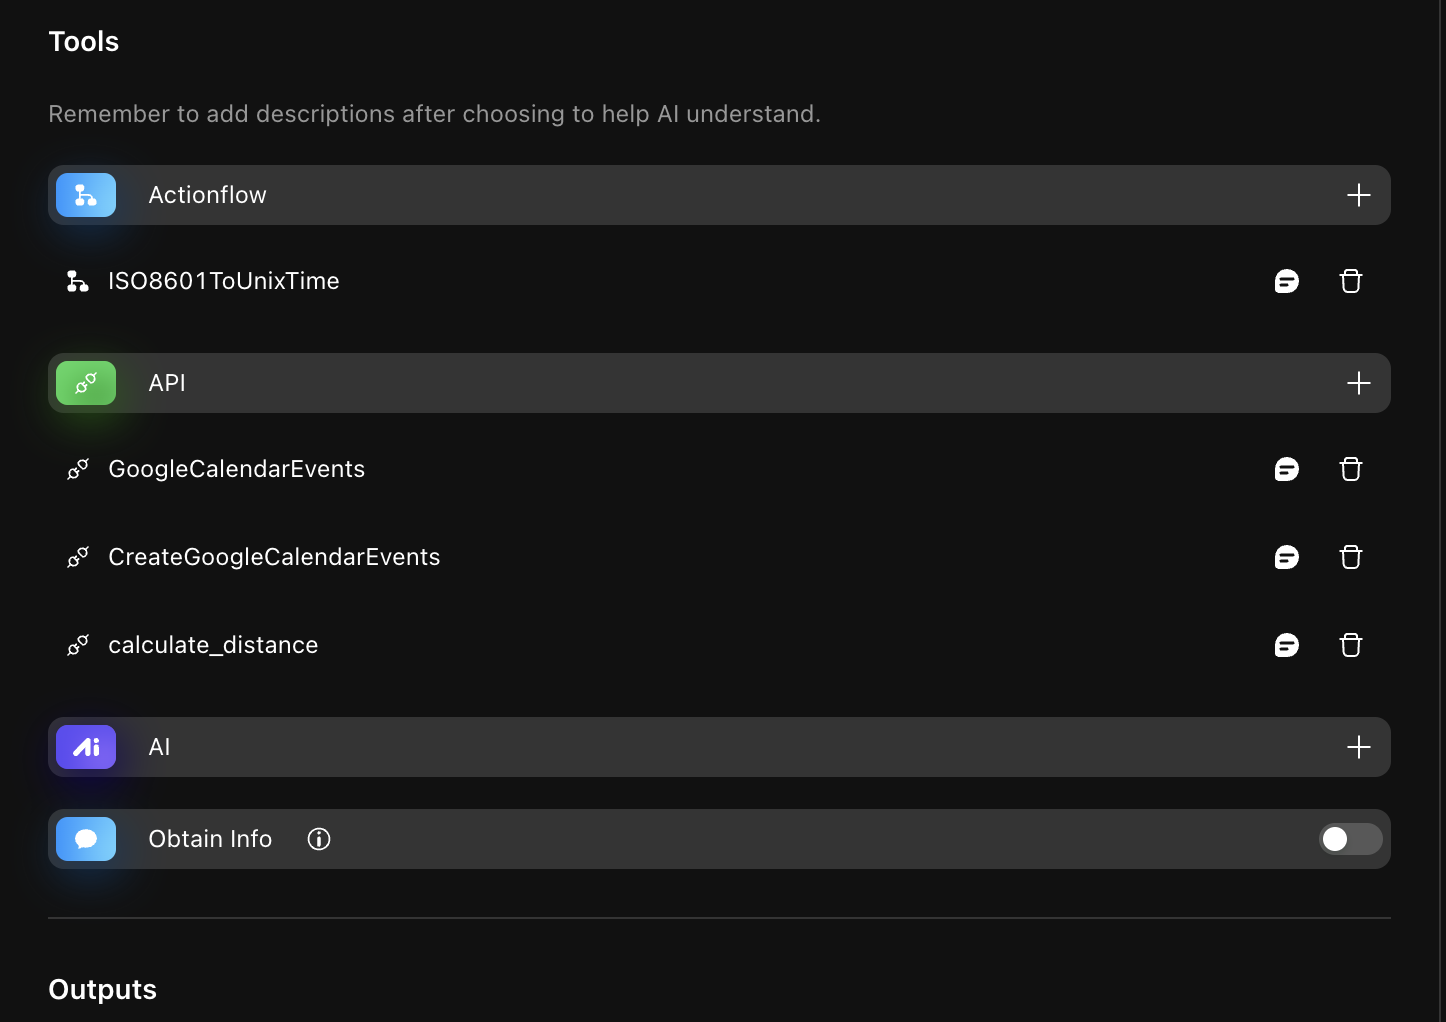 Tools
Remember to add descriptions after choosing to help AI understand.
Actionflow
ISO8601ToUnixTime
API
GoogleCalendarEvents
CreateGoogleCalendarEvents
calculate_distance
Ai AI
Obtain Info
Outputs